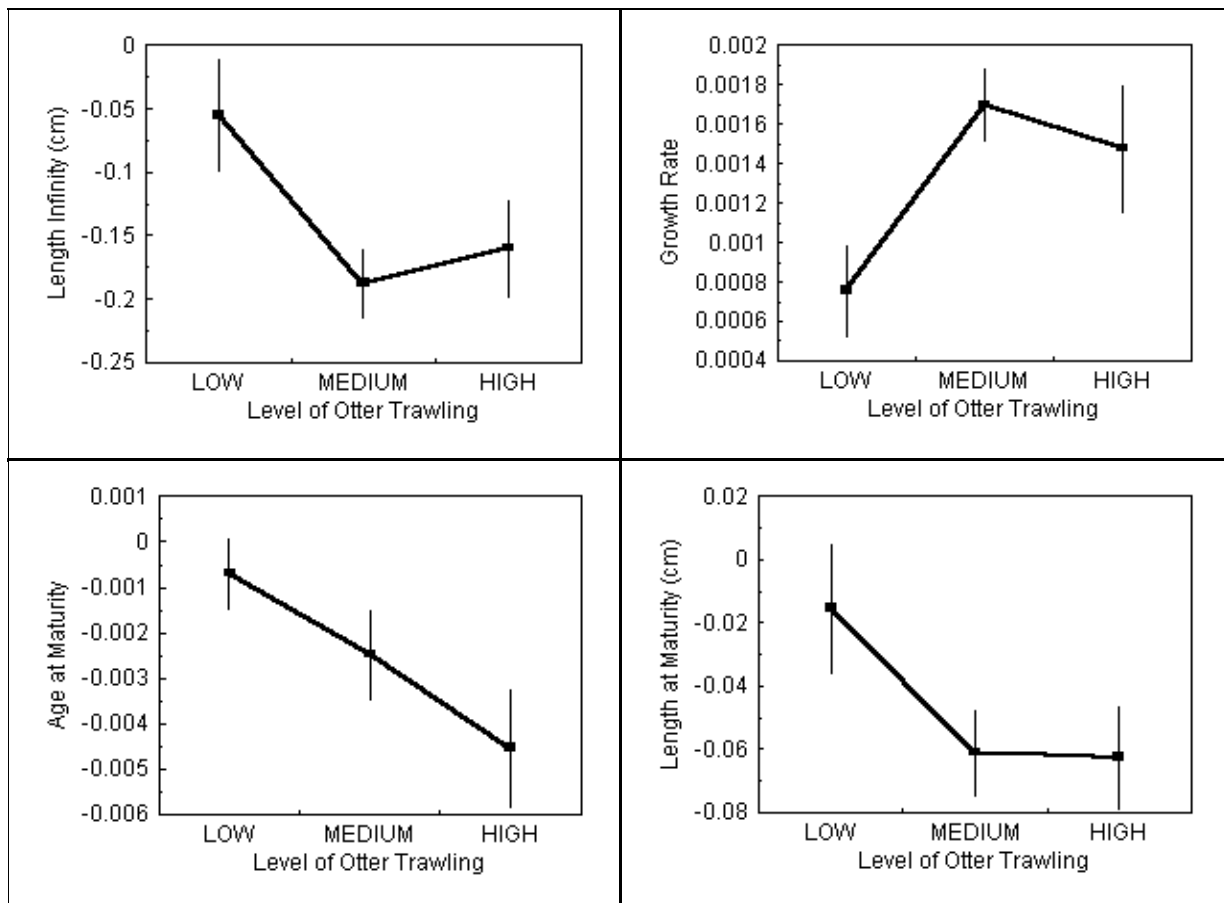 Length Infinity (cm)
0
-0.05
-0.1
-0.15
-0.2
-0.25
LOW MEDIUM HIGH
Level of Otter Trawling
Growth Rate
0.002
0.0018
0.0016
0.0014
0.0012
0.001
0.0008
0.0006
0.0004
LOW MEDIUM HIGH
Level of Otter Trawling
Age at Maturity
0.001
0
-0.001
-0.002
-0.003
-0.004
-0.005
-0.006
LOW MEDIUM HIGH
Level of Otter Trawling
Length at Maturity (cm)
0.02
0
-0.02
-0.04
-0.06
-0.08
LOW MEDIUM HIGH
Level of Otter Trawling